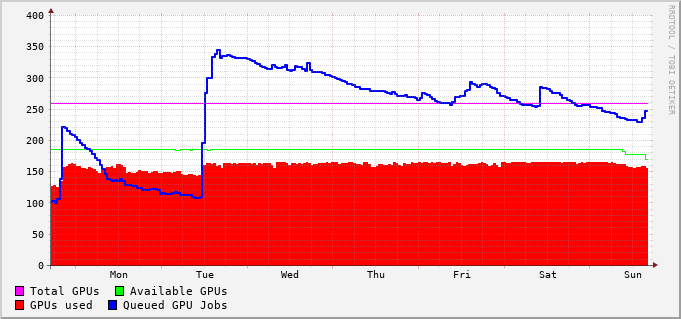 400
350
300
250
200
150
100
50
0
Mon Tue Wed Thu Fri Sat Sun
Total GPUs Available GPUs
GPUs used Queued GPU Jobs
RRDTOOL / TOBI OETIKER